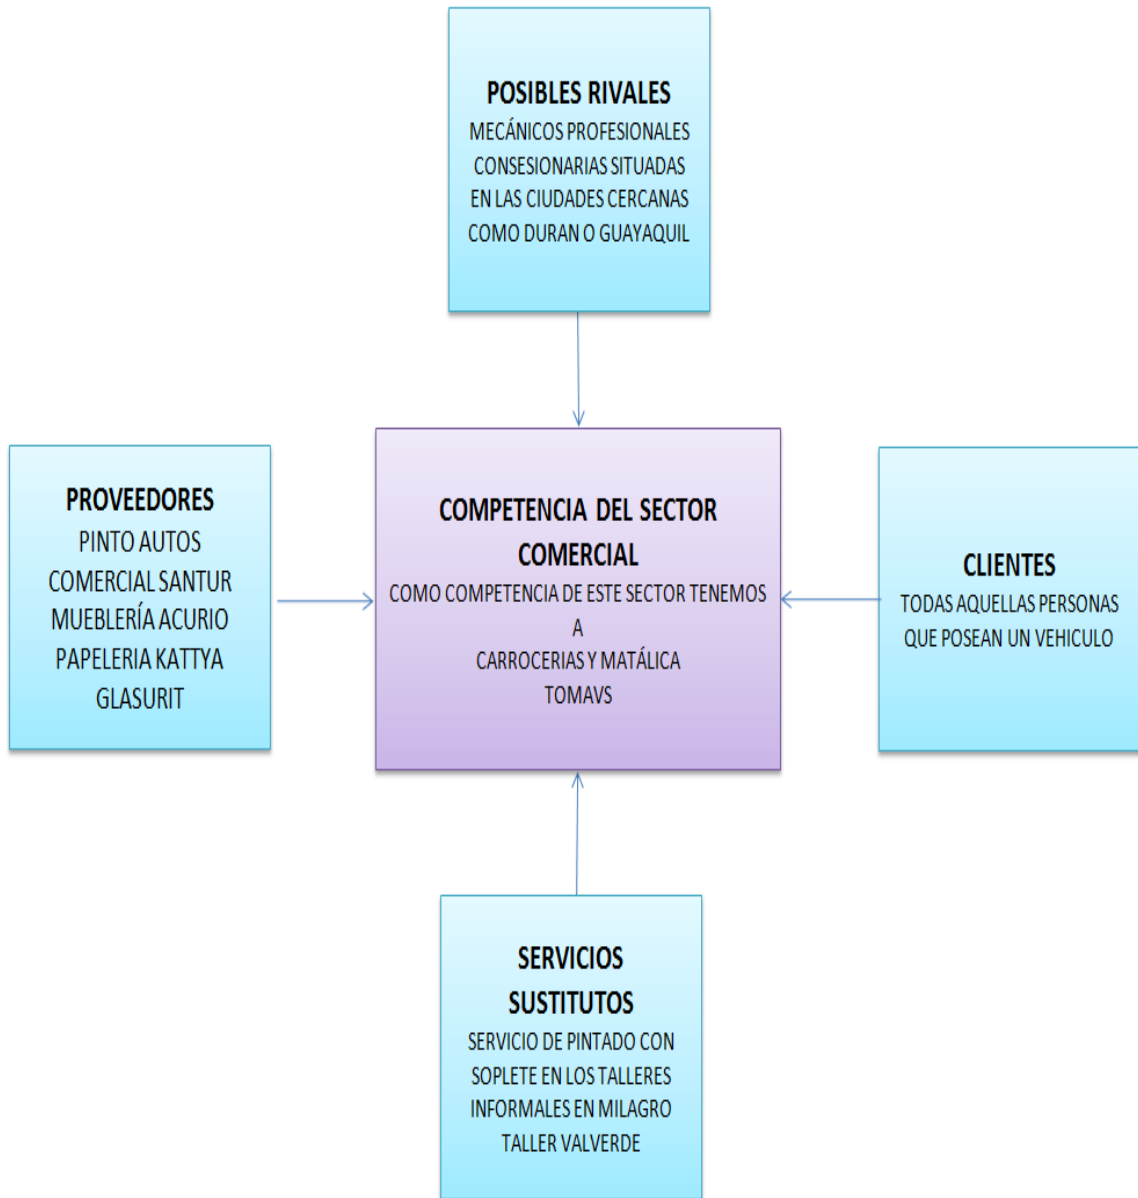 POSIBLES RIVALES
MECÁNICOS PROFESIONALES
CONSESIONARIAS SITUADAS
EN LAS CIUDADES CERCANAS
COMO DURAN O GUAYAQUIL
PROVEEDORES
PINTO AUTOS
COMERCIAL SANTUR
MUEBLERÍA ACURIO
PAPELERIA KATTYA
GLASURIT
COMPETENCIA DEL SECTOR
COMERCIAL
COMO COMPETENCIA DE ESTE SECTOR TENEMOS
A
CARROCERIAS Y MATÁLICA
TOMAVS
CLIENTES
TODAS AQUELLAS PERSONAS
QUE POSEAN UN VEHICULO
SERVICIOS
SUSTITUTOS
SERVICIO DE PINTADO CON
SOPLETE EN LOS TALLERES
INFORMALES EN MILAGRO
TALLER VALVERDE